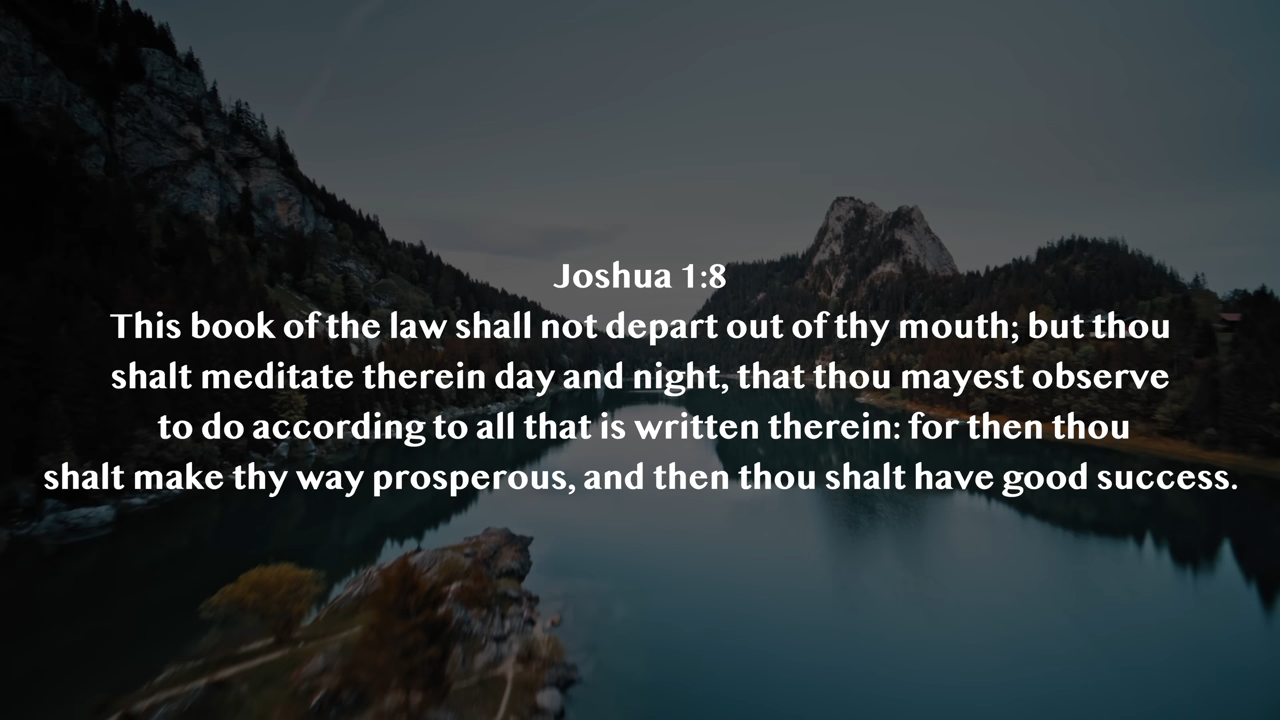 Joshua 1:8
This book of the law shall not depart out of thy mouth; but thou
shalt meditate therein day and night, that thou mayest observe
to do according to all that is written therein: for then thou
shalt make thy way prosperous, and then thou shalt have good success.